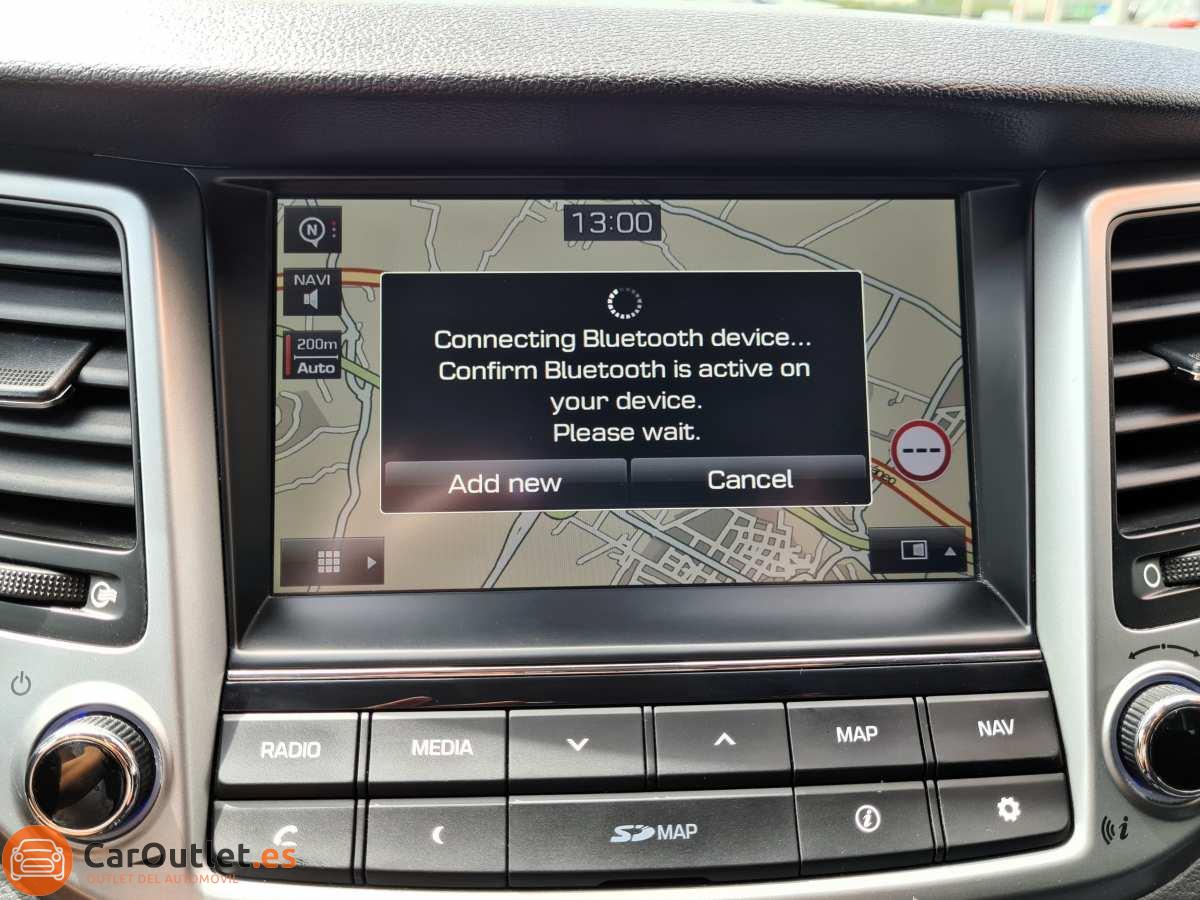 13:00
N
NAVI
200m
Auto
Connecting Bluetooth device...
Confirm Bluetooth is active on
your device.
Please wait.
Add new
Cancel
---
RADIO
MEDIA
MAP
NAV
SD MAP
i
i
CarOutlet.es
OUTLET DEL AUTOMÓVIL